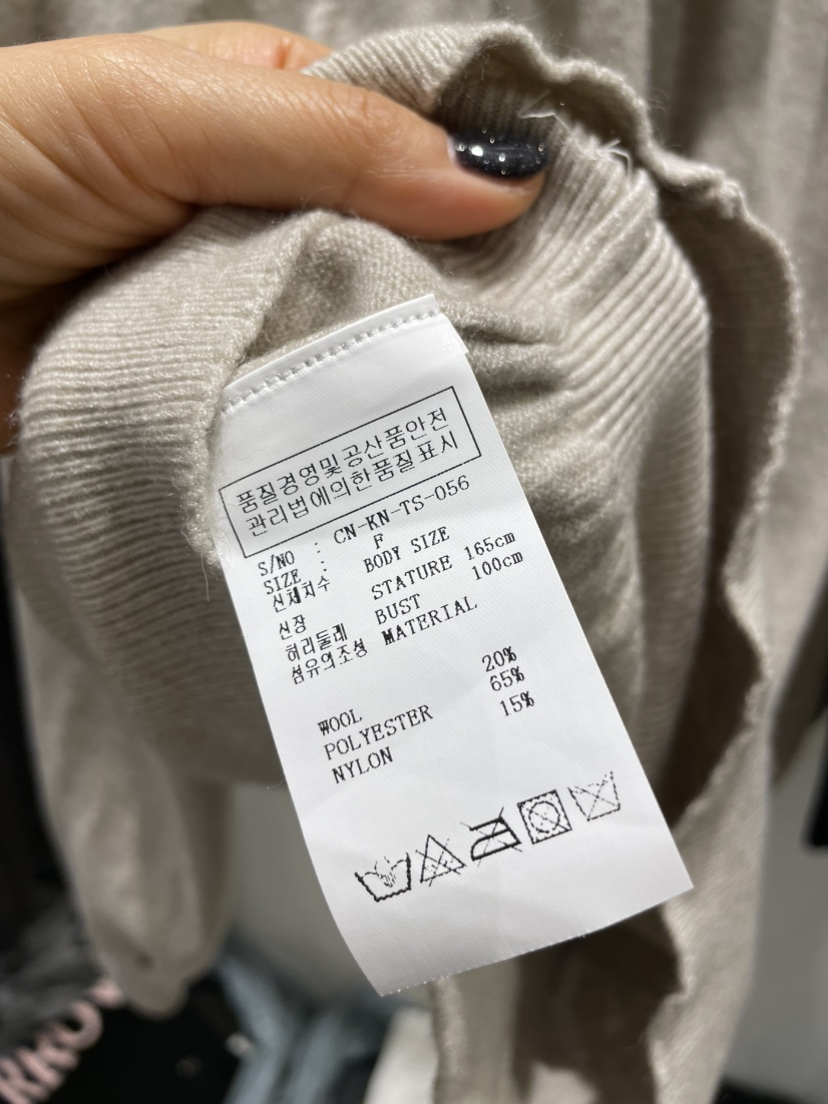 품질경영및공산품안전
관리법에의한품질표시
S/NO : CN-KN-TS-056
SIZE : F
신체치수 BODY SIZE
신장 STATURE 165cm
허리둘레 BUST 100cm
섬유의조성 MATERIAL
WOOL 20%
POLYESTER 65%
NYLON 15%